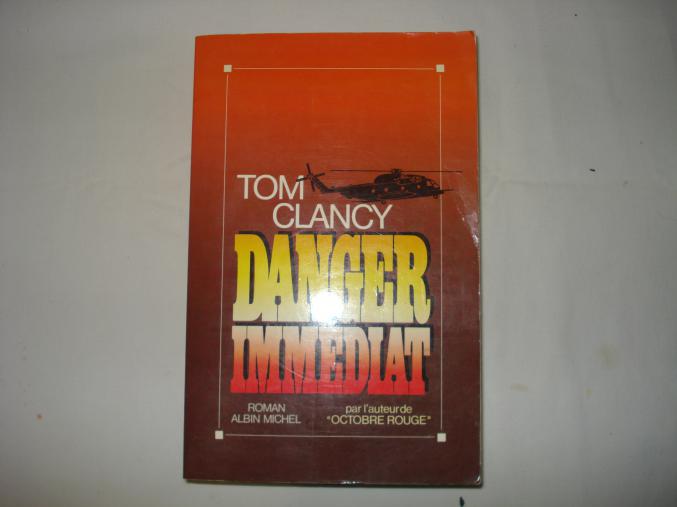 TOM
CLANCY
DANGER
IMMEDIAT
ROMAN
ALBIN MICHEL
par l'auteur de
"OCTOBRE ROUGE"